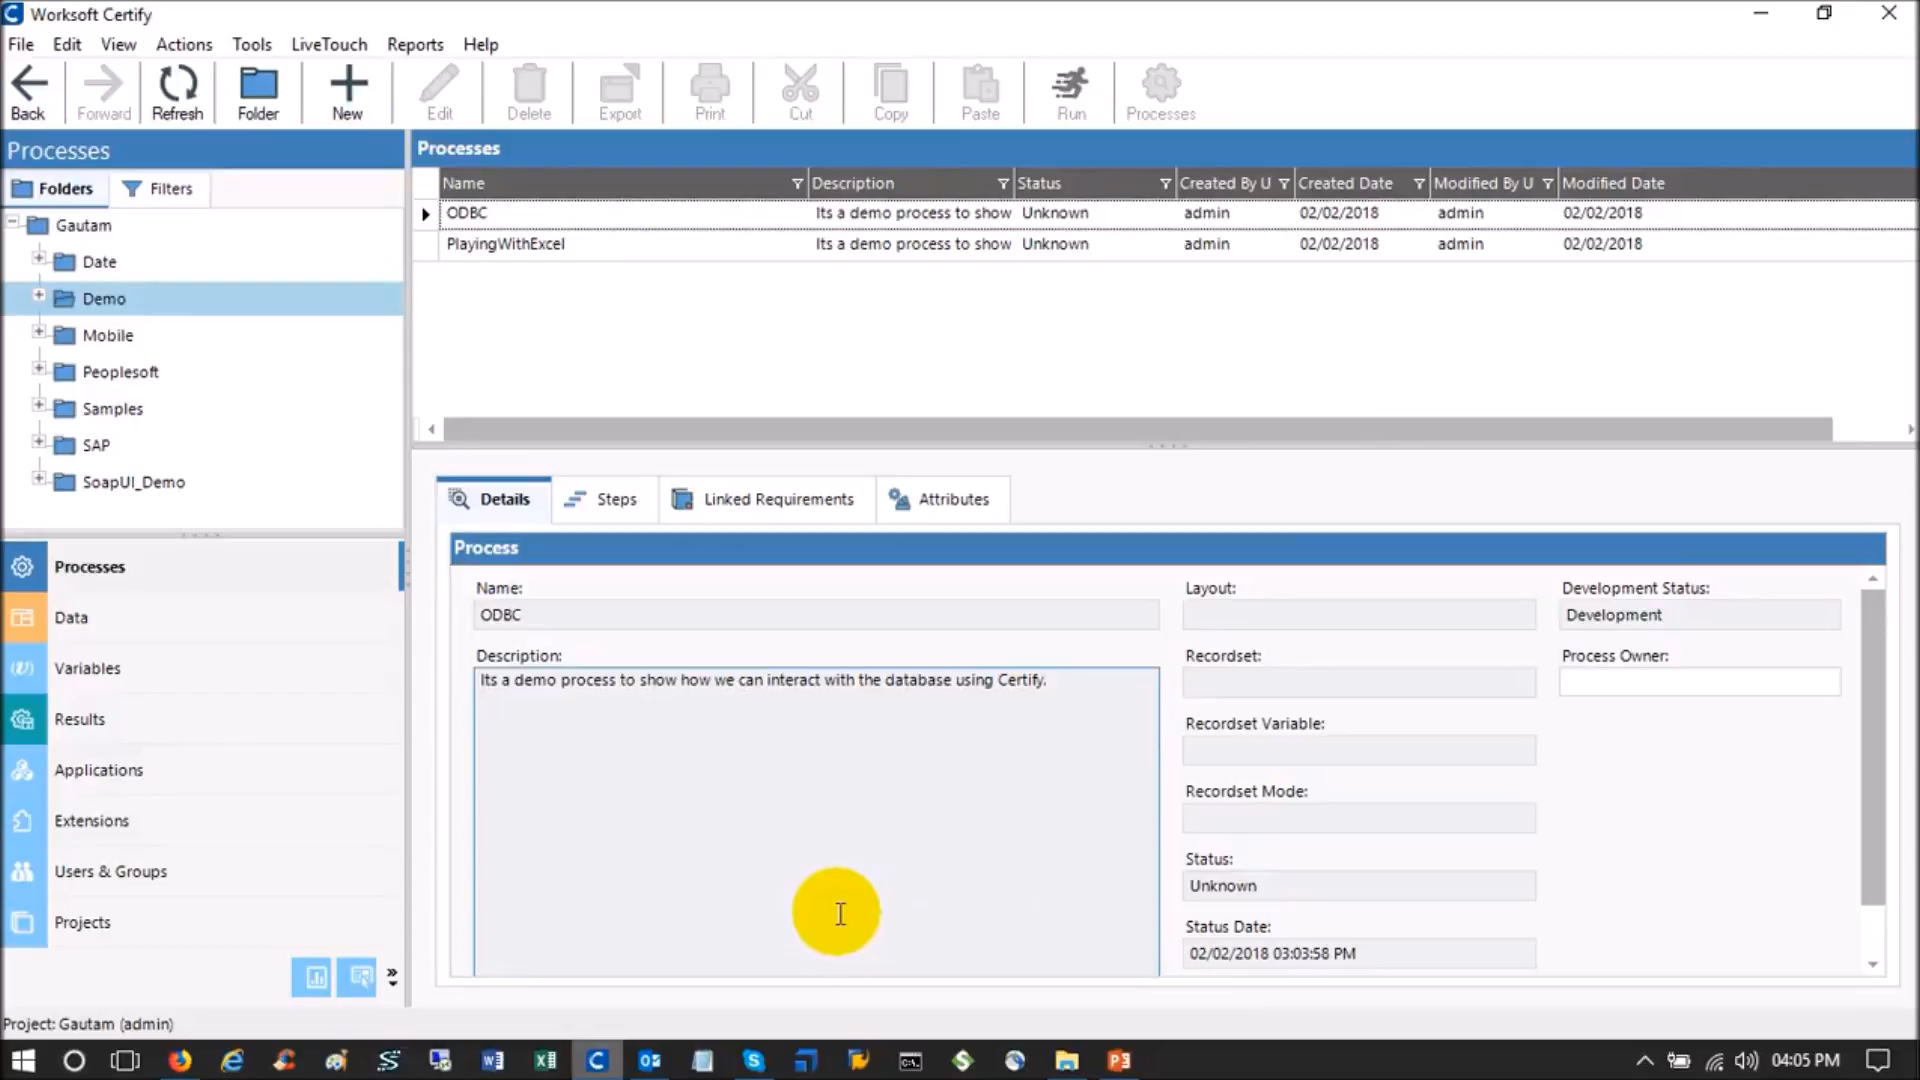 Worksoft Certify
File Edit View Actions Tools LiveTouch Reports Help
Back Forward Refresh Folder New Edit Delete Export Print Cut Copy Paste Run Processes
Processes
Folders Filters
Gautam
Date
Demo
Mobile
Peoplesoft
Samples
SAP
SoapUI_Demo
Processes
Data
Variables
Results
Applications
Extensions
Users & Groups
Projects
Processes
Name Description Status Created By U Created Date Modified By U Modified Date
ODBC Its a demo process to show Unknown admin 02/02/2018 admin 02/02/2018
PlayingWithExcel Its a demo process to show Unknown admin 02/02/2018 admin 02/02/2018
Details Steps Linked Requirements Attributes
Process
Name:
ODBC
Description:
Its a demo process to show how we can interact with the database using Certify.
Layout:
Recordset:
Recordset Variable:
Recordset Mode:
Status:
Unknown
Status Date:
02/02/2018 03:03:58 PM
Development Status:
Development
Process Owner:
Project: Gautam (admin)
04:05 PM